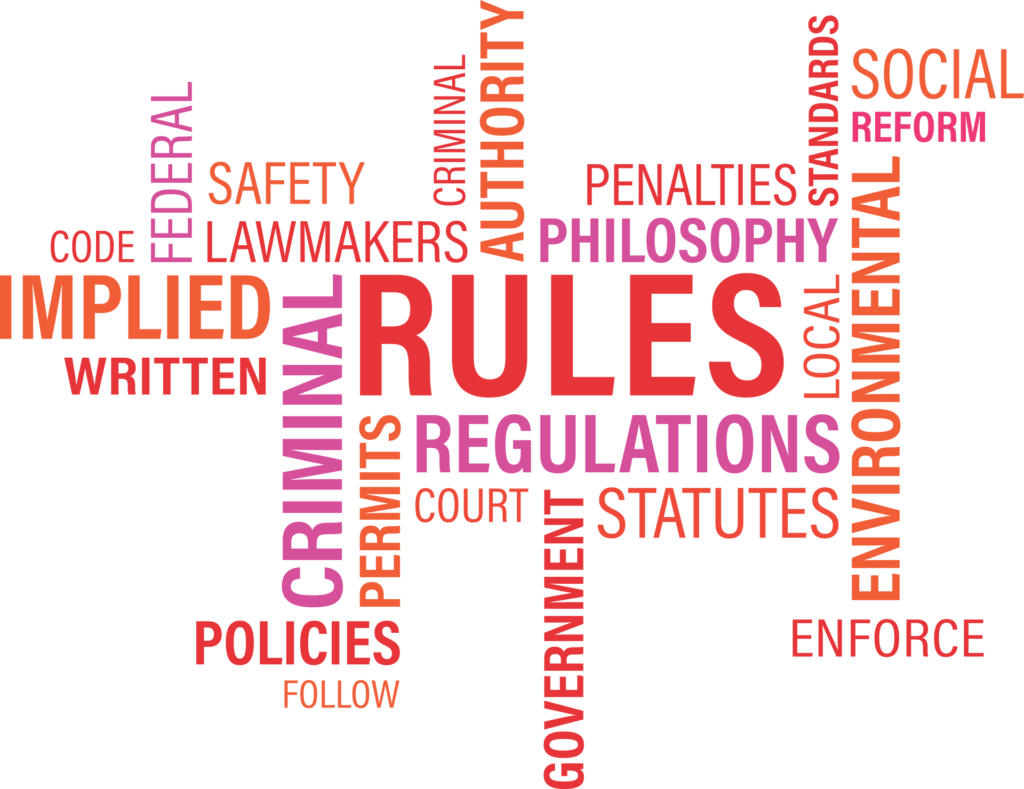 AUTHORITY
STANDARDS
SOCIAL
CRIMINAL
FEDERAL
REFORM
SAFETY
PENALTIES
ENVIRONMENTAL
CODE
LAWMAKERS
PHILOSOPHY
IMPLIED
CRIMINAL
RULES
LOCAL
WRITTEN
PERMITS
REGULATIONS
COURT
STATUTES
GOVERNMENT
POLICIES
ENFORCE
FOLLOW